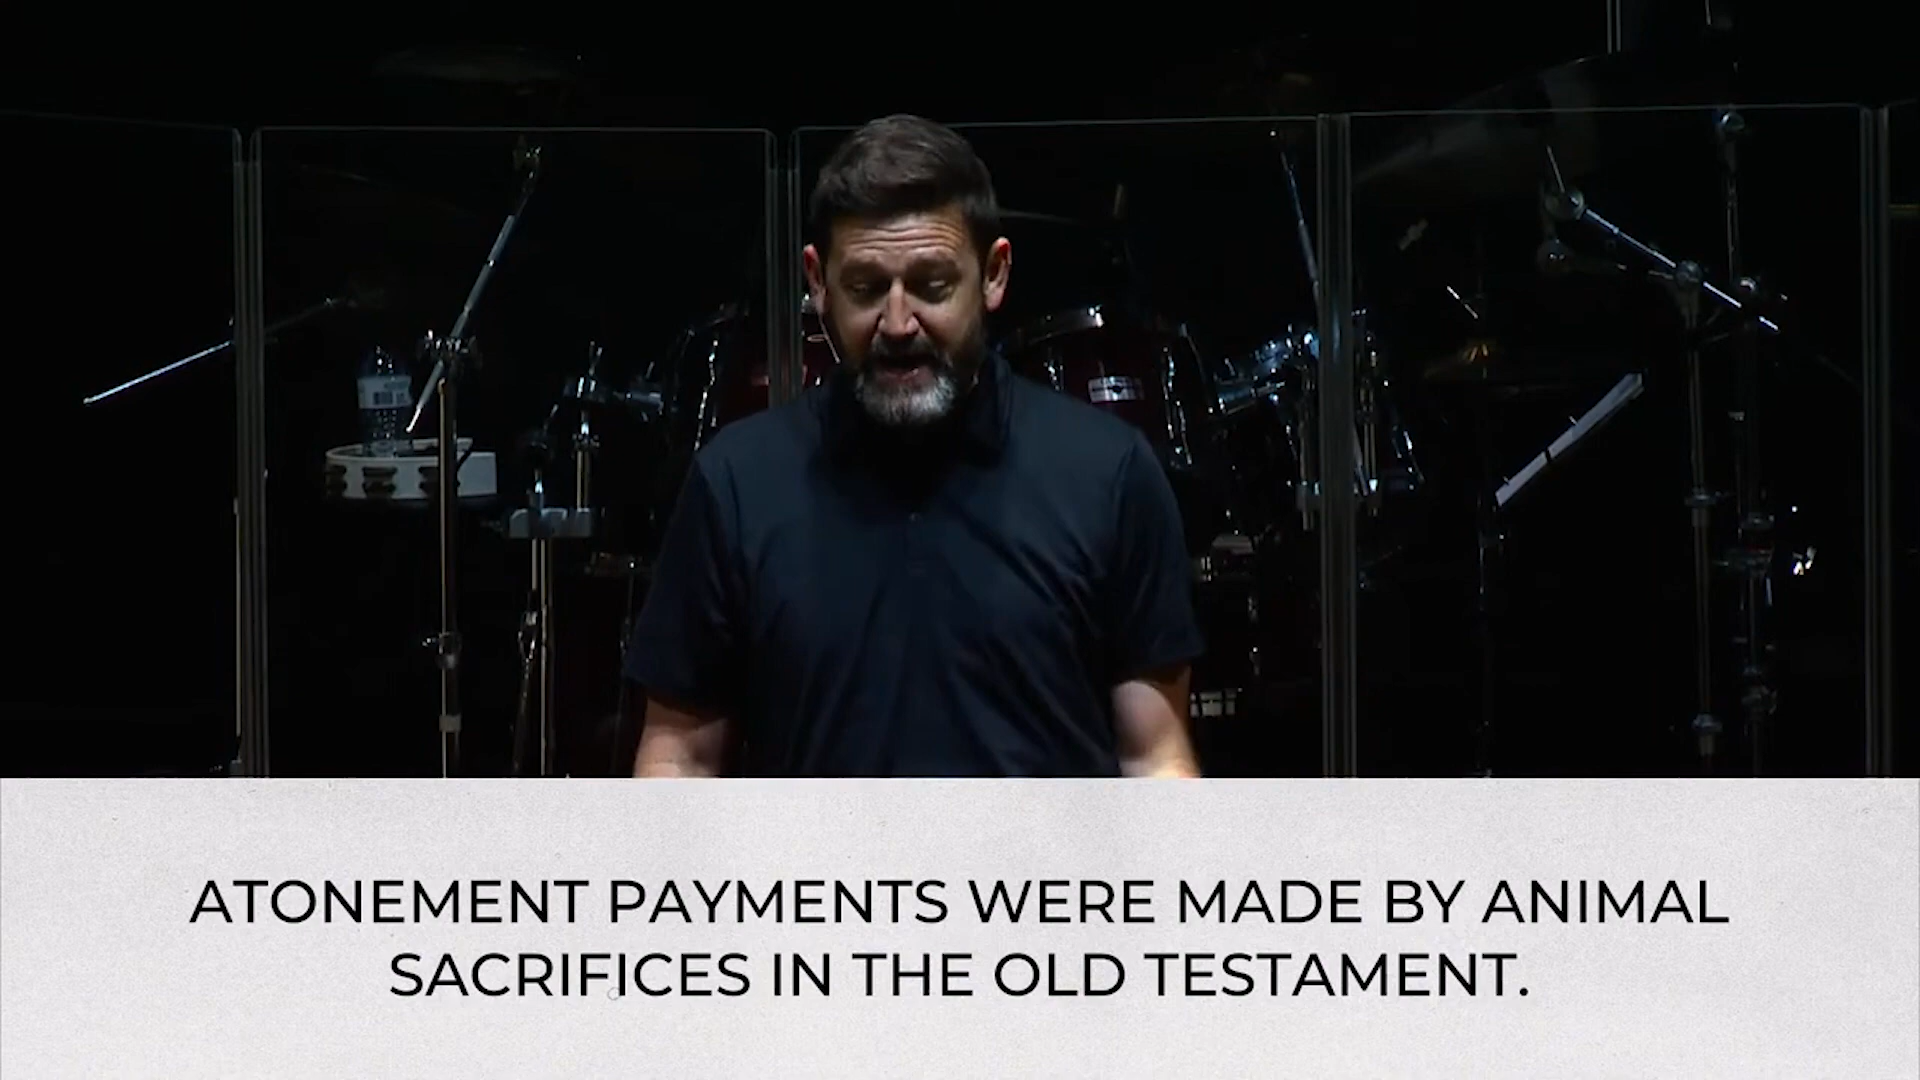 ATONEMENT PAYMENTS WERE MADE BY ANIMAL
SACRIFICES IN THE OLD TESTAMENT.